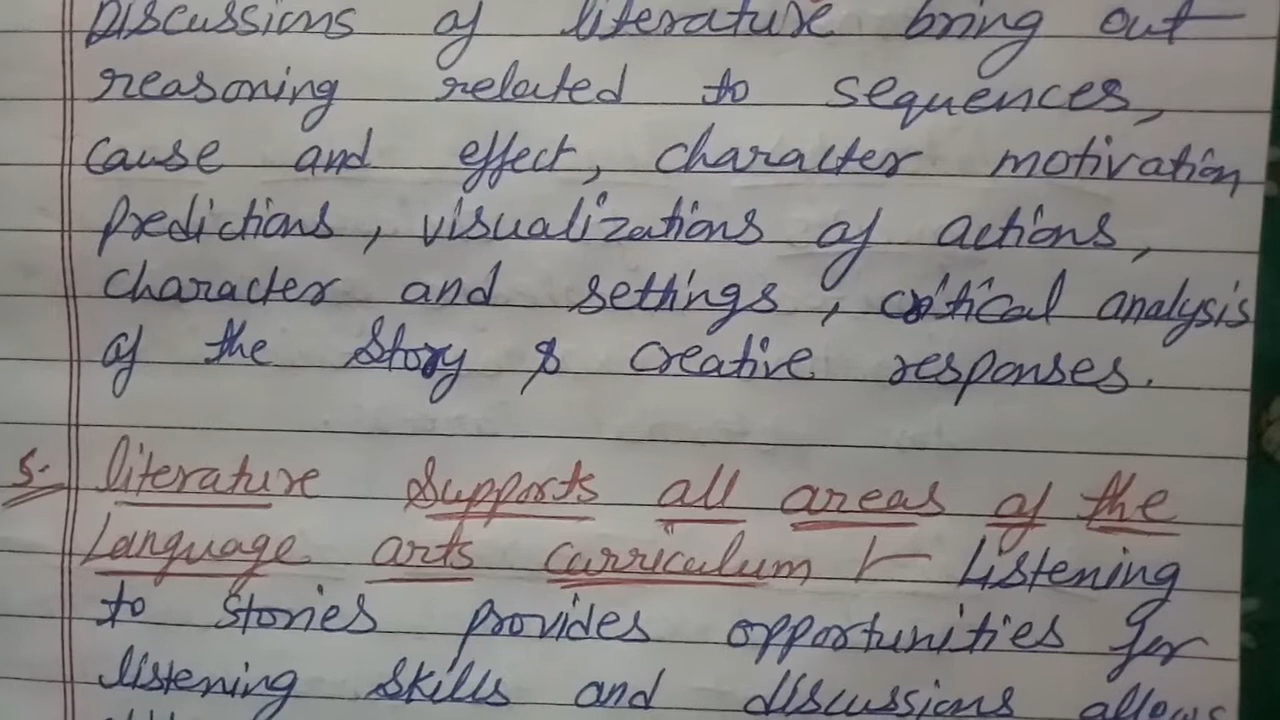 Discussions of literature bring out
reasoning related to sequences,
cause and effect, character motivation
predictions, visualizations of actions,
character and settings, critical analysis
of the story & creative responses.
5. literature supports all areas of the
Language arts curriculum :- Listening
to stories provides opportunities for
listening skills and discussions allows